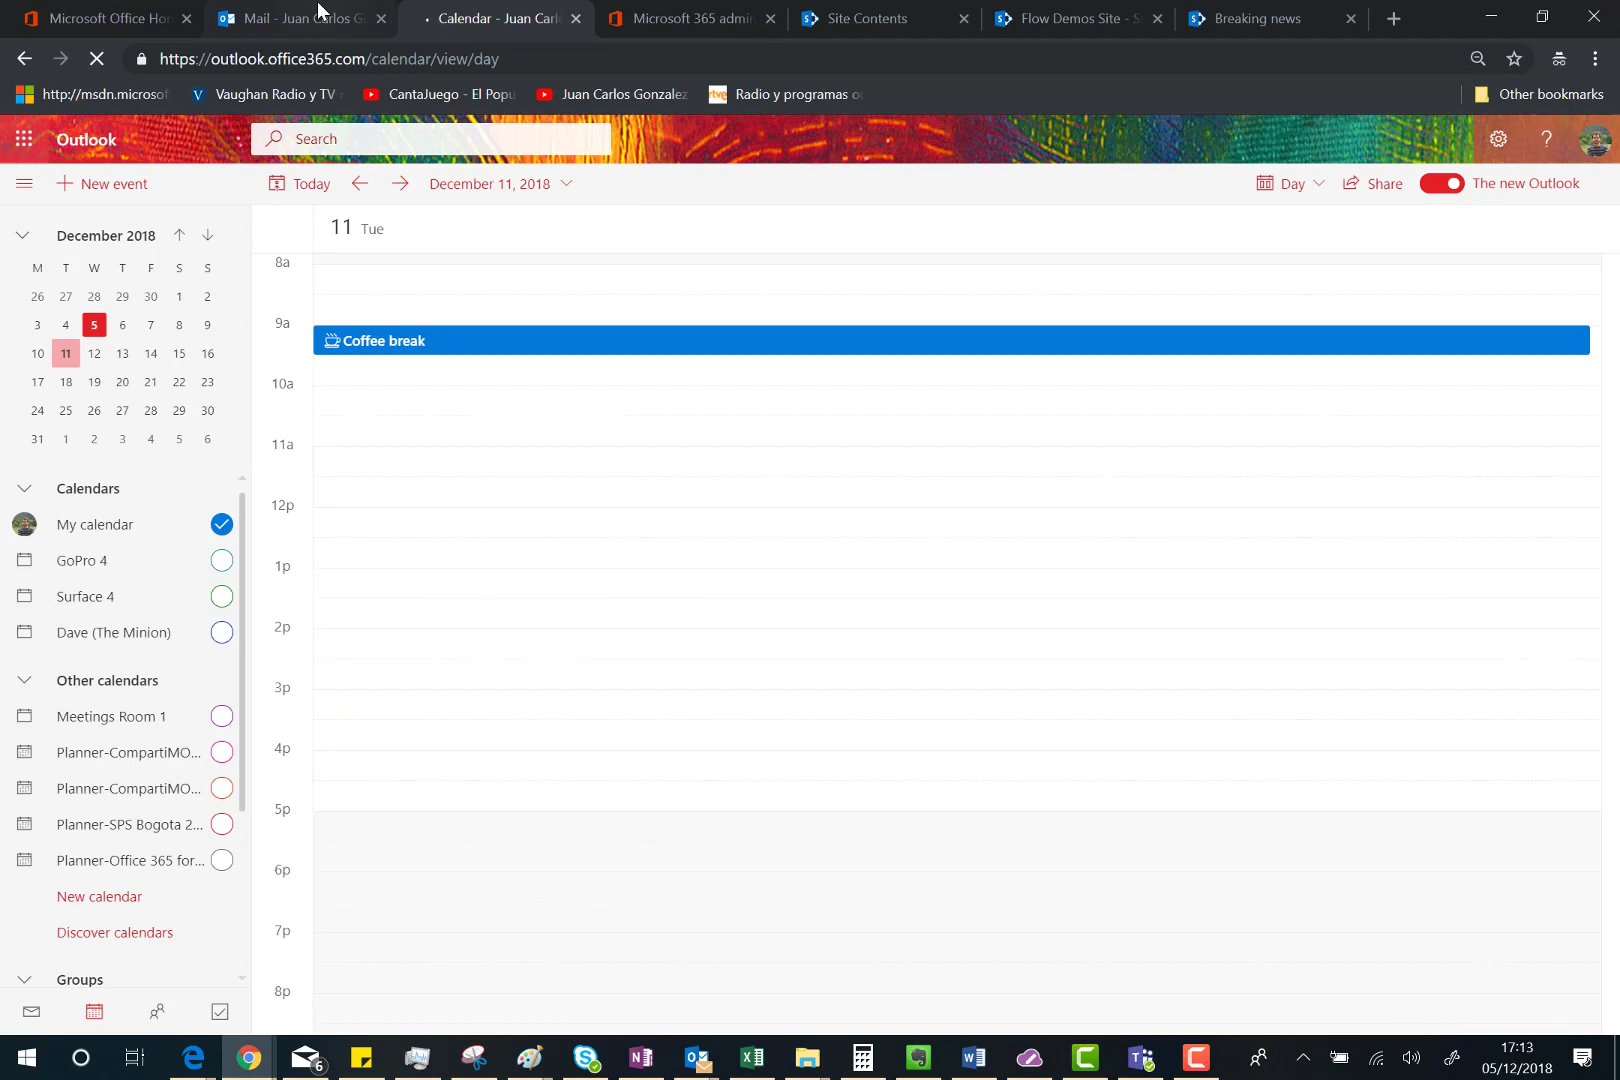 Microsoft Office Ho
Mail - Juan Carlos G
Calendar - Juan Carl
Microsoft 365 admi
Site Contents
Flow Demos Site - S
Breaking news
https://outlook.office365.com/calendar/view/day
http://msdn.microsof
Vaughan Radio y TV
CantaJuego - El Popu
Juan Carlos Gonzalez
Radio y programas o
Other bookmarks
Outlook
Search
New event
Today
December 11, 2018
Day
Share
The new Outlook
December 2018
M T W T F S S
26 27 28 29 30 1 2
3 4 5 6 7 8 9
10 11 12 13 14 15 16
17 18 19 20 21 22 23
24 25 26 27 28 29 30
31 1 2 3 4 5 6
Calendars
My calendar
GoPro 4
Surface 4
Dave (The Minion)
Other calendars
Meetings Room 1
Planner-CompartiMO...
Planner-CompartiMO...
Planner-SPS Bogota 2...
Planner-Office 365 for...
New calendar
Discover calendars
Groups
11 Tue
8a
9a
Coffee break
10a
11a
12p
1p
2p
3p
4p
5p
6p
7p
8p
6
17:13
05/12/2018